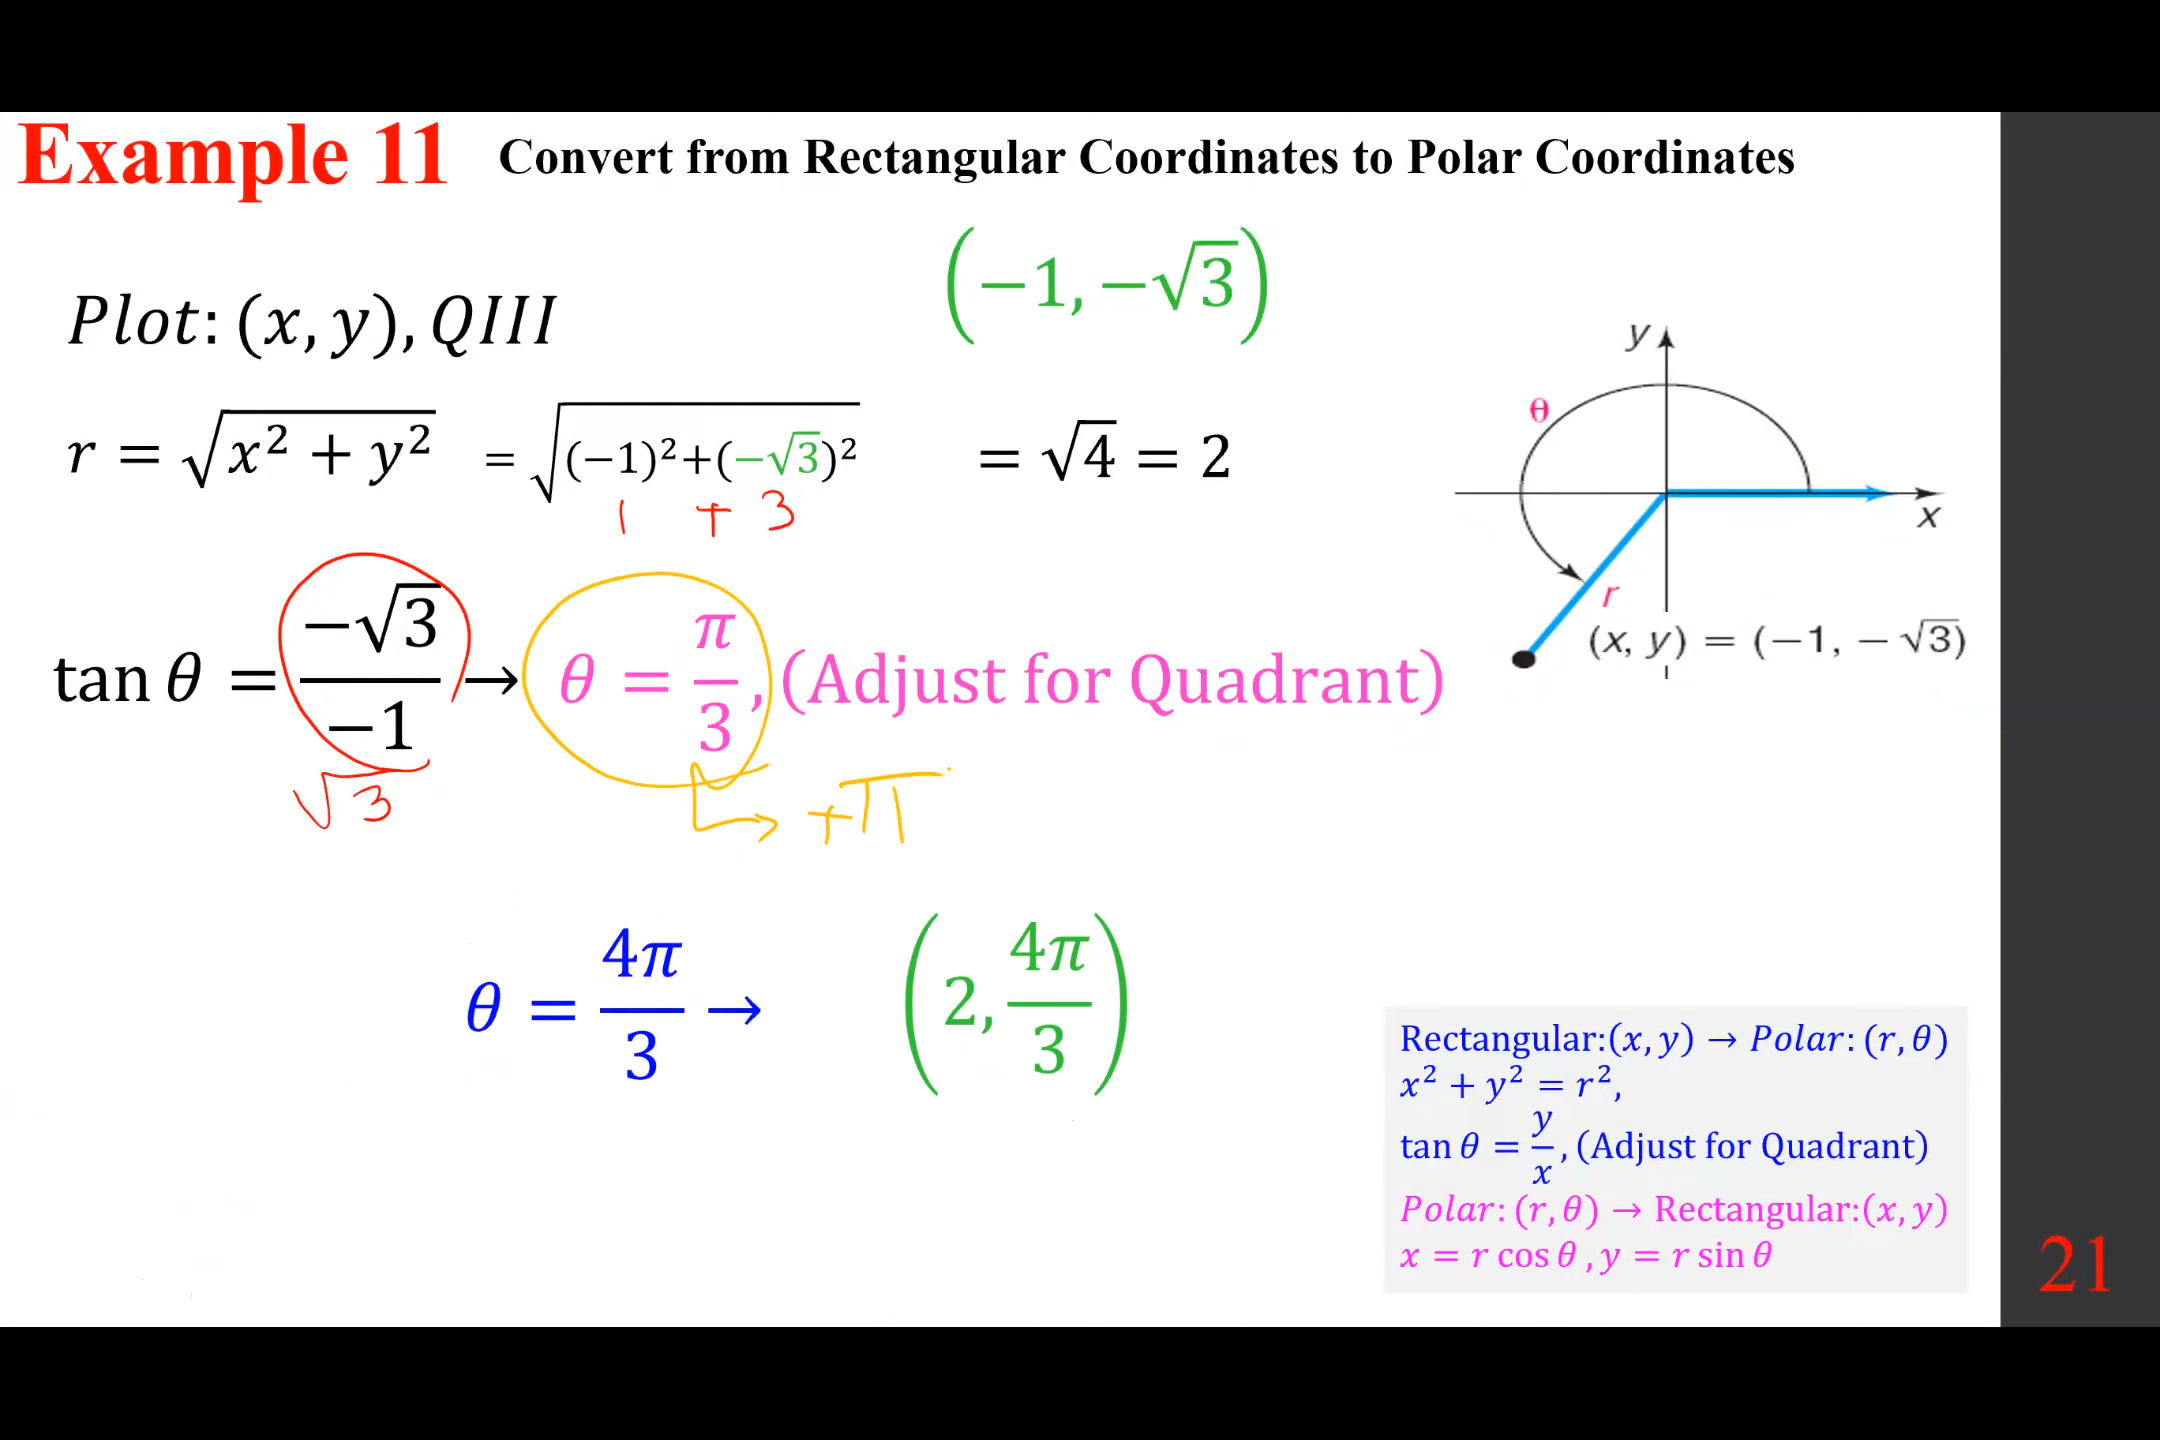 Example 11 Convert from Rectangular Coordinates to Polar Coordinates
(−1, −√3)
Plot: (x, y), QIII
r = √(x² + y²) = √((−1)²+(−√3)²) = √4 = 2
1 + 3
tan θ = −√3/−1 → θ = π/3, (Adjust for Quadrant)
√3
+π
θ = 4π/3 → (2, 4π/3)
y
θ
x
r
(x, y) = (−1, −√3)
Rectangular:(x, y) → Polar: (r, θ)
x² + y² = r²,
tan θ = y/x, (Adjust for Quadrant)
Polar: (r, θ) → Rectangular:(x, y)
x = r cos θ , y = r sin θ
21